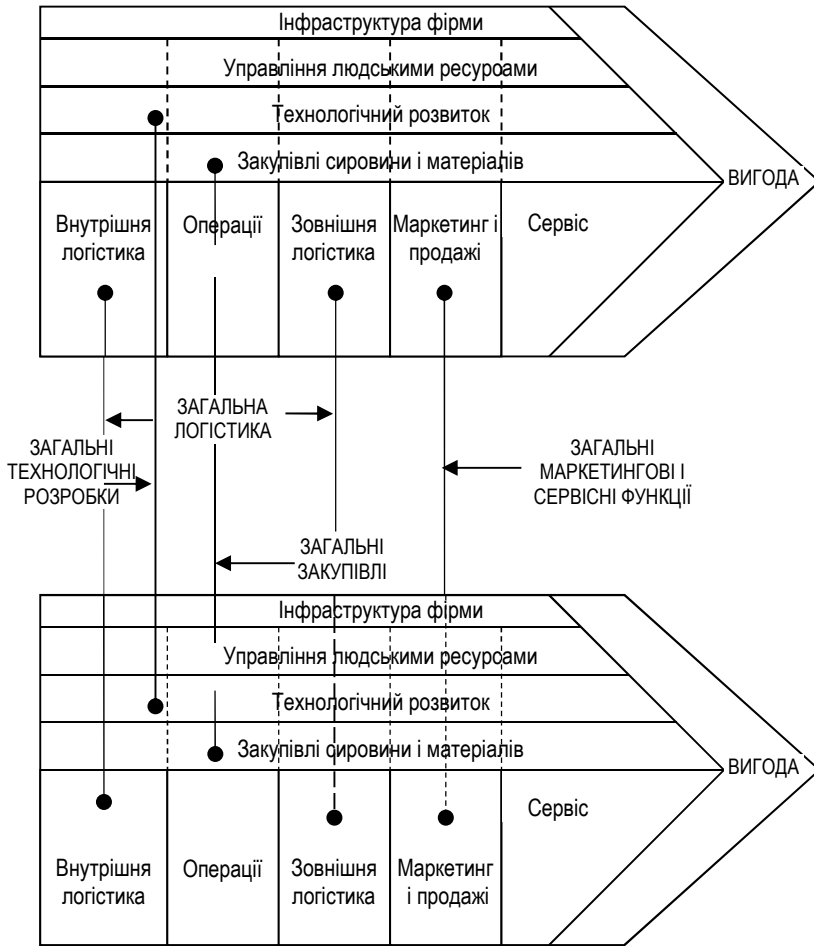 Інфраструктура фірми
Управління людськими ресурсами
Технологічний розвиток
Закупівлі сировини і матеріалів
ВИГОДА
Внутрішня
логістика
Операції
Зовнішня
логістика
Маркетинг і
продажі
Сервіс
ЗАГАЛЬНА
ЛОГІСТИКА
ЗАГАЛЬНІ
ТЕХНОЛОГІЧНІ
РОЗРОБКИ
ЗАГАЛЬНІ
МАРКЕТИНГОВІ І
СЕРВІСНІ ФУНКЦІЇ
ЗАГАЛЬНІ
ЗАКУПІВЛІ
Інфраструктура фірми
Управління людськими ресурсами
Технологічний розвиток
Закупівлі сировини і матеріалів
ВИГОДА
Внутрішня
логістика
Операції
Зовнішня
логістика
Маркетинг
і продажі
Сервіс